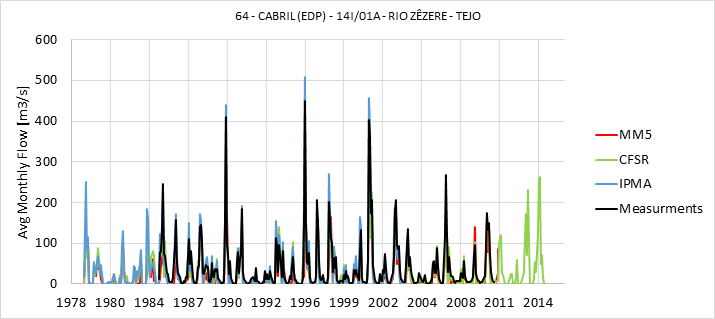 64 - CABRIL (EDP) - 14I/01A - RIO ZÊZERE - TEJO
Avg Monthly Flow [m3/s]
600
500
400
300
200
100
0
1978 1980 1984 1987 1990 1992 1996 1999 2002 2004 2008 2011 2014
MM5
CFSR
IPMA
Measurments